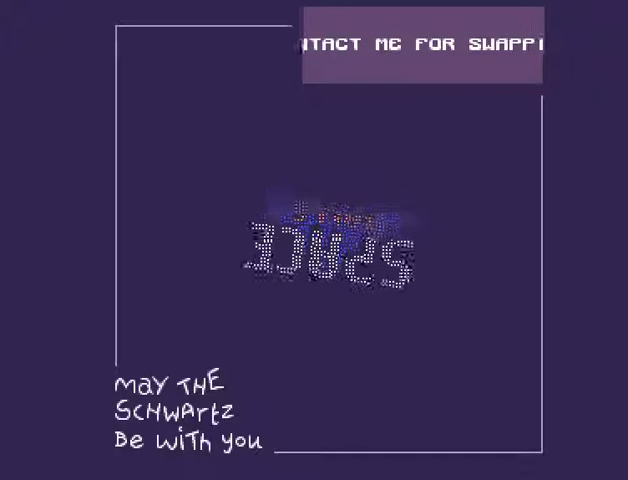 NTACT ME FOR SWAPPI
SPACE
MAY THE
SCHWARTZ
BE WITH YOU